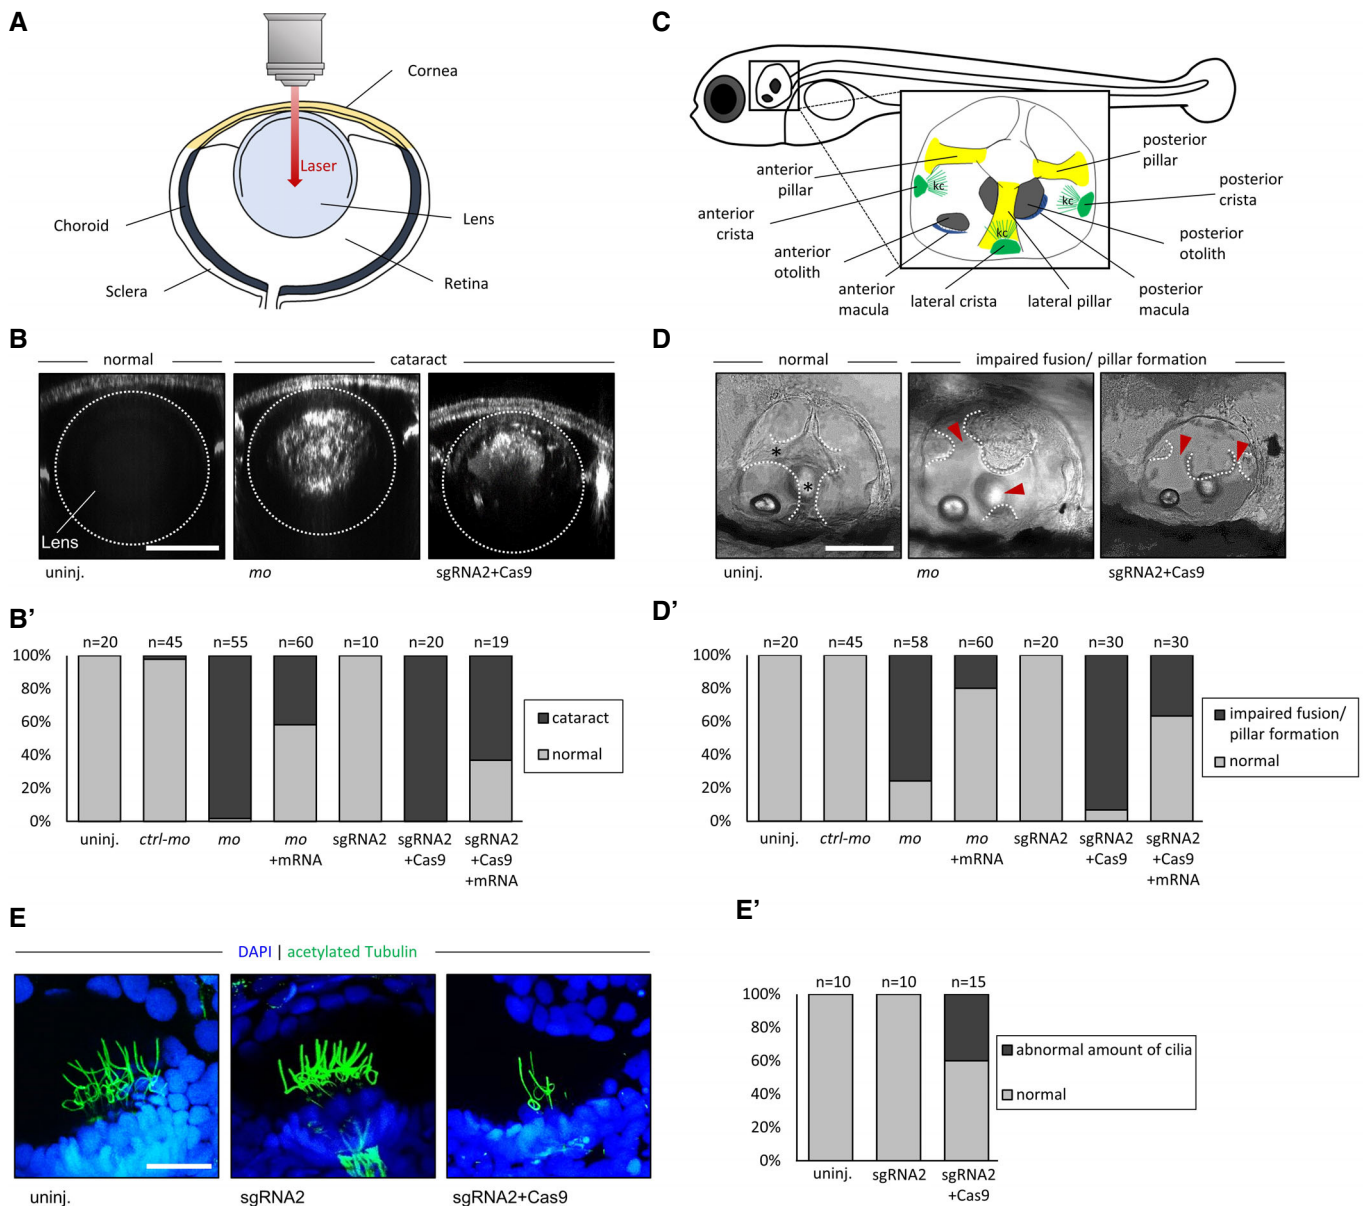 A
Cornea
Laser
Choroid
Lens
Sclera
Retina
B
normal
cataract
Lens
uninj.
mo
sgRNA2+Cas9
B’
n=20
n=45
n=55
n=60
n=10
n=20
n=19
100%
80%
60%
40%
20%
0%
cataract
normal
uninj.
ctrl-mo
mo
mo
+mRNA
sgRNA2
sgRNA2
+Cas9
sgRNA2
+Cas9
+mRNA
C
anterior
pillar
posterior
pillar
anterior
crista
posterior
crista
kc
kc
kc
anterior
otolith
posterior
otolith
anterior
macula
lateral crista
lateral pillar
posterior
macula
D
normal
impaired fusion/ pillar formation
*
*
uninj.
mo
sgRNA2+Cas9
D’
n=20
n=45
n=58
n=60
n=20
n=30
n=30
100%
80%
60%
40%
20%
0%
impaired fusion/
pillar formation
normal
uninj.
ctrl-mo
mo
mo
+mRNA
sgRNA2
sgRNA2
+Cas9
sgRNA2
+Cas9
+mRNA
E
DAPI | acetylated Tubulin
uninj.
sgRNA2
sgRNA2+Cas9
E’
n=10
n=10
n=15
100%
80%
60%
40%
20%
0%
abnormal amount of cilia
normal
uninj.
sgRNA2
sgRNA2
+Cas9